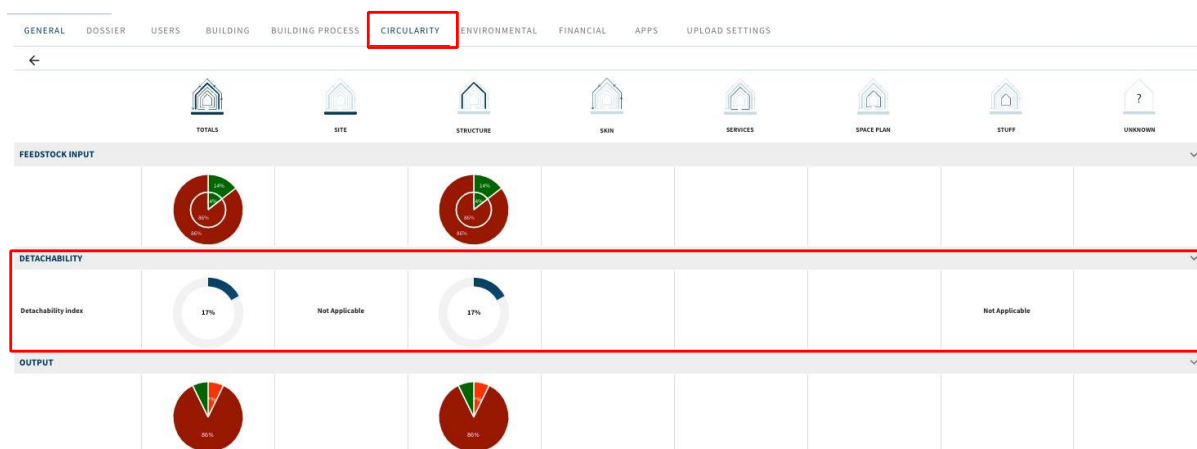 GENERAL DOSSIER USERS BUILDING BUILDING PROCESS CIRCULARITY ENVIRONMENTAL FINANCIAL APPS UPLOAD SETTINGS
?
TOTALS SITE STRUCTURE SKIN SERVICES SPACE PLAN STUFF UNKNOWN
FEEDSTOCK INPUT
14% 14%
86% 86%
86% 86%
DETACHABILITY
Detachability index 17% Not Applicable 17% Not Applicable
OUTPUT
86% 86%